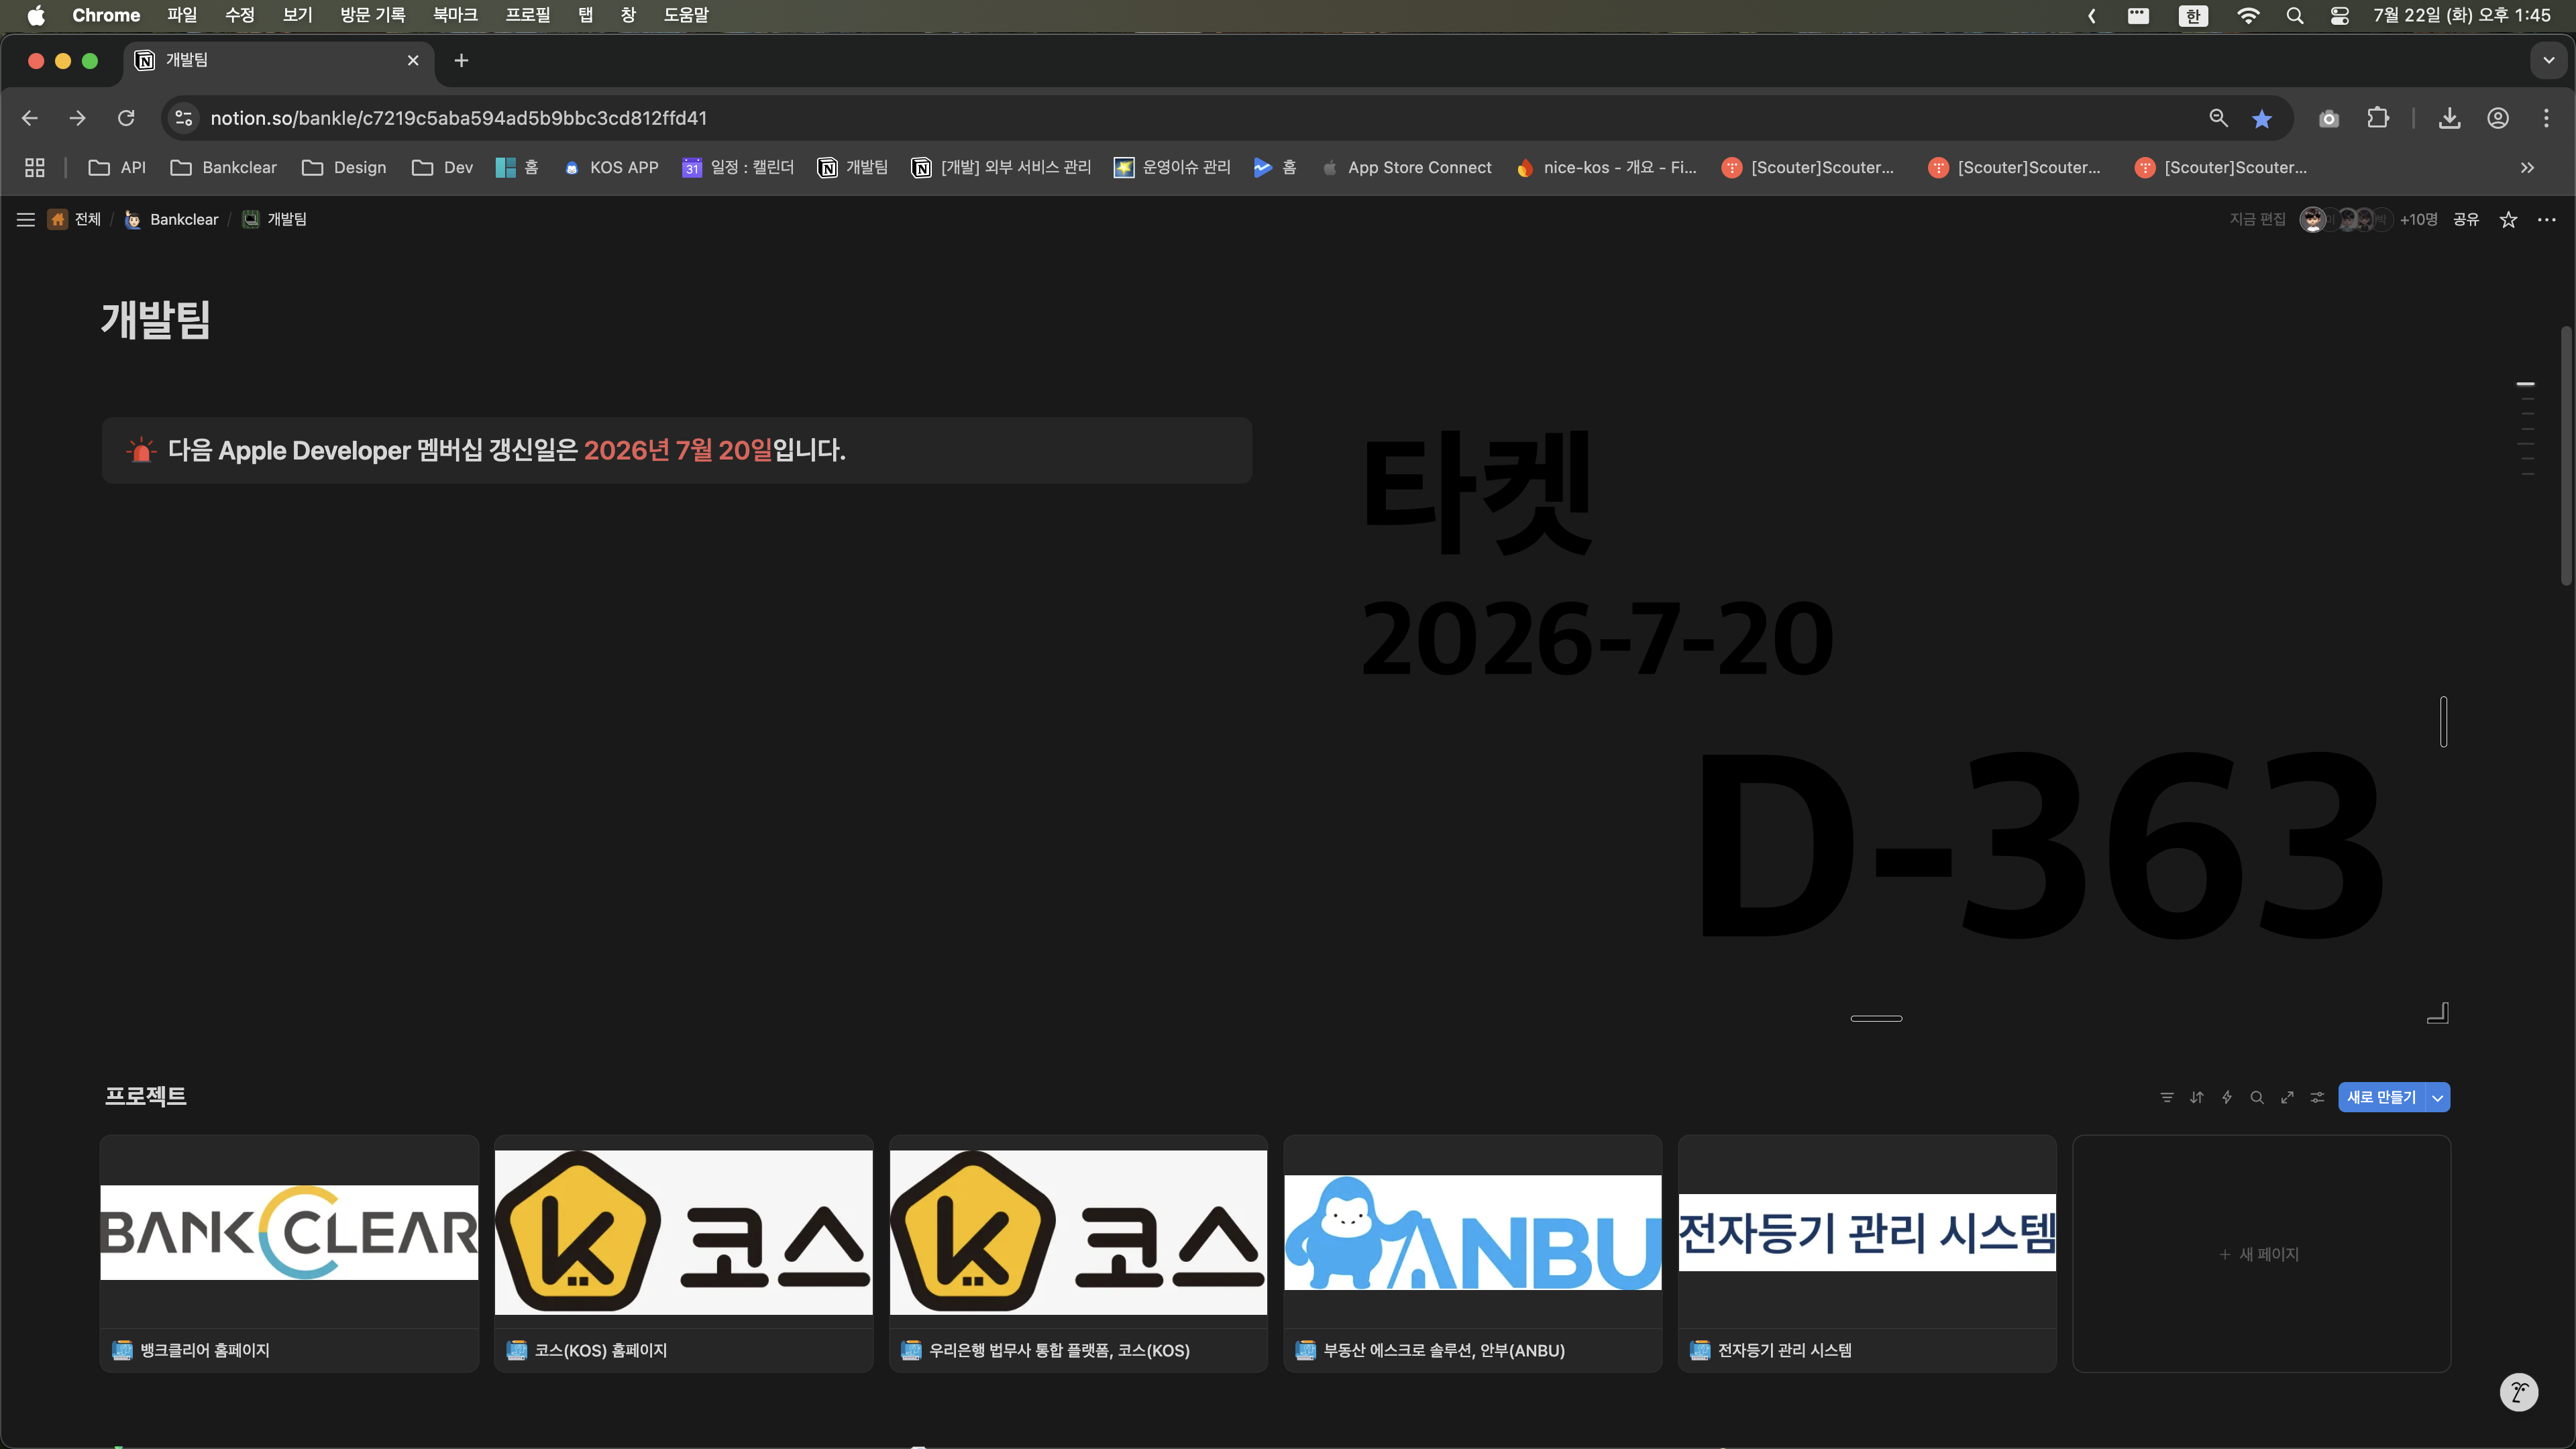 Chrome 파일 수정 보기 방문 기록 북마크 프로필 탭 창 도움말 한 7월 22일 (화) 오후 1:45
개발팀
notion.so/bankle/c7219c5aba594ad5b9bbc3cd812ffd41
API Bankclear Design Dev 홈 KOS APP 31 일정 : 캘린더 개발팀 [개발] 외부 서비스 관리 운영이슈 관리 홈 App Store Connect nice-kos - 개요 - Fi... [Scouter]Scouter... [Scouter]Scouter... [Scouter]Scouter...
전체 / Bankclear / 개발팀 지금 편집 이 박 +10명 공유
개발팀
다음 Apple Developer 멤버십 갱신일은 2026년 7월 20일입니다.
타켓
2026-7-20
D-363
프로젝트 새로 만들기
BANKCLEAR k 코스 k 코스 ANBU 전자등기 관리 시스템
+ 새 페이지
뱅크클리어 홈페이지 코스(KOS) 홈페이지 우리은행 법무사 통합 플랫폼, 코스(KOS) 부동산 에스크로 솔루션, 안부(ANBU) 전자등기 관리 시스템